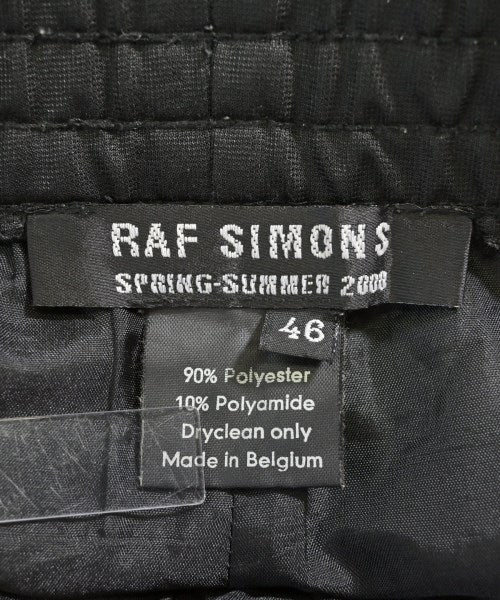 RAF SIMONS
SPRING-SUMMER 2008
46
90% Polyester
10% Polyamide
Dryclean only
Made in Belgium